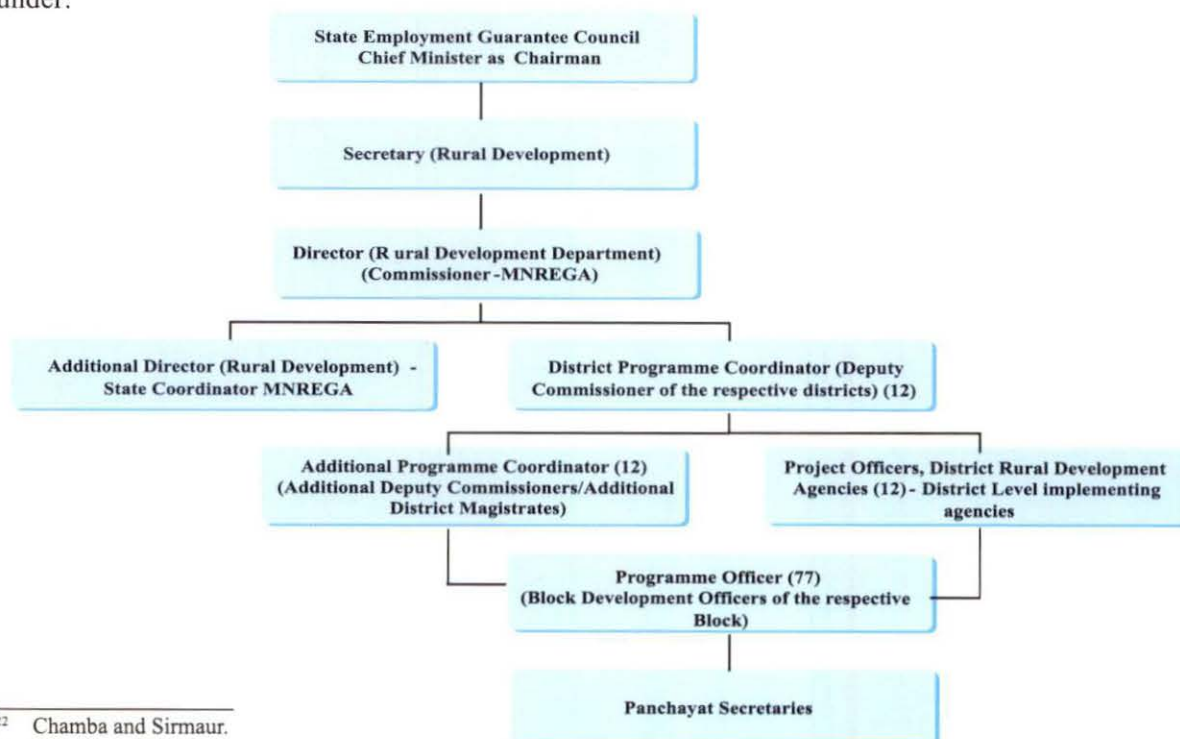 under:
State Employment Guarantee Council
Chief Minister as Chairman
Secretary (Rural Development)
Director (R ural Development Department)
(Commissioner-MNREGA)
Additional Director (Rural Development) -
State Coordinator MNREGA
District Programme Coordinator (Deputy
Commissioner of the respective districts) (12)
Additional Programme Coordinator (12)
(Additional Deputy Commissioners/Additional
District Magistrates)
Project Officers, District Rural Development
Agencies (12) - District Level implementing
agencies
Programme Officer (77)
(Block Development Officers of the respective
Block)
Panchayat Secretaries
Chamba and Sirmaur.